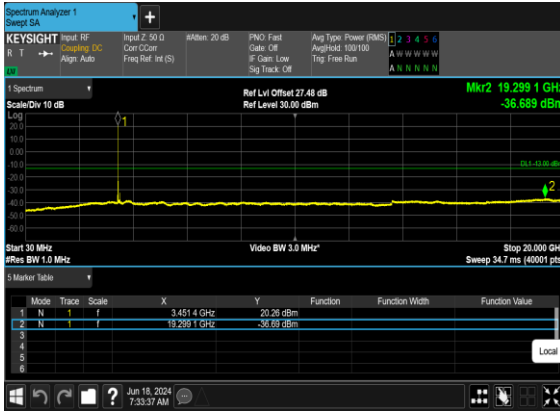 Spectrum Analyzer 1
Swept SA
+
KEYSIGHT Input: RF Input Z: 50 Ω #Atten: 20 dB PNO: Fast Avg Type: Power (RMS) 1 2 3 4 5 6
R T Coupling: DC Corr CCorr Gate: Off Avg|Hold: 100/100 A W W W W W
Align: Auto Freq Ref: Int (S) IF Gain: Low Trig: Free Run
Sig Track: Off A N N N N N
1 Spectrum Ref Lvl Offset 27.48 dB Mkr2 19.299 1 GHz
Scale/Div 10 dB Ref Level 30.00 dBm -36.689 dBm
Log
20.0 1
10.0
0.00
-10.0 DL1 -13.00 dBm
-20.0
-30.0 2
-40.0
-50.0
-60.0
Start 30 MHz Video BW 3.0 MHz* Stop 20.000 GHz
#Res BW 1.0 MHz Sweep 34.7 ms (40001 pts)
5 Marker Table
Mode Trace Scale X Y Function Function Width Function Value
1 N 1 f 3.451 4 GHz 20.26 dBm
2 N 1 f 19.299 1 GHz -36.69 dBm
3
4
5
6
Local
? Jun 18, 2024
7:33:37 AM